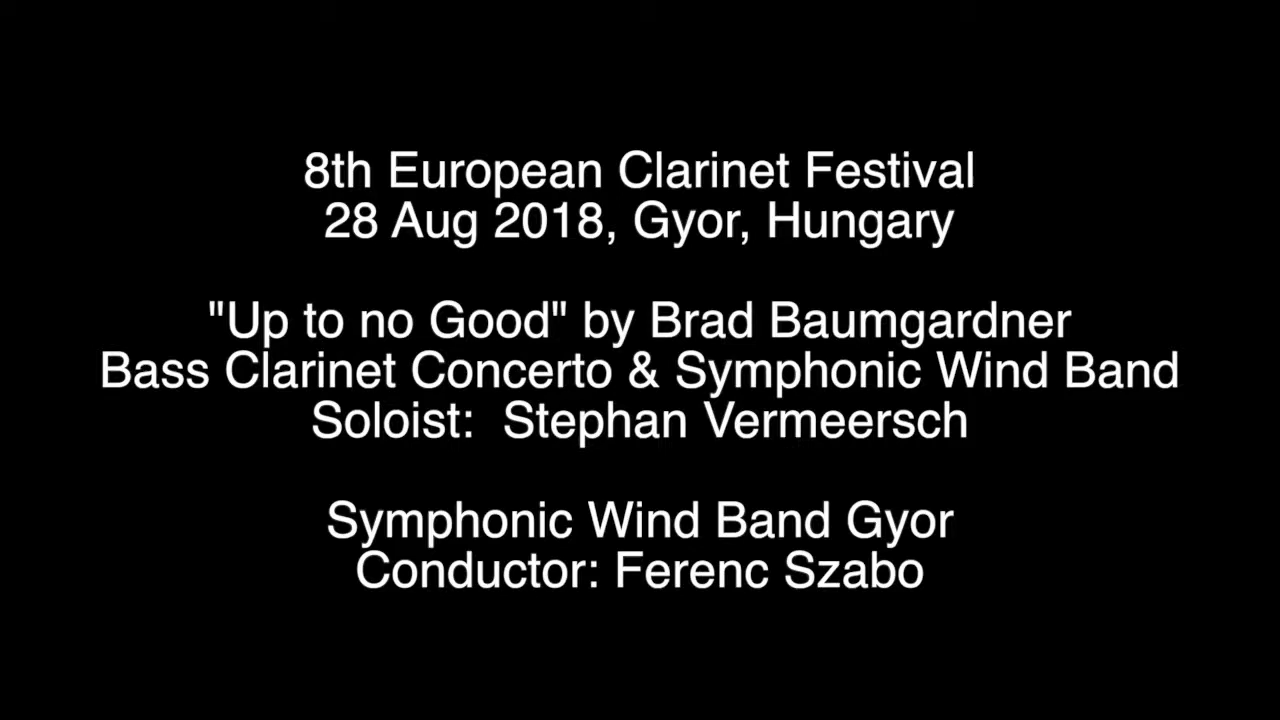 8th European Clarinet Festival
28 Aug 2018, Gyor, Hungary
"Up to no Good" by Brad Baumgardner
Bass Clarinet Concerto & Symphonic Wind Band
Soloist:  Stephan Vermeersch
Symphonic Wind Band Gyor
Conductor: Ferenc Szabo